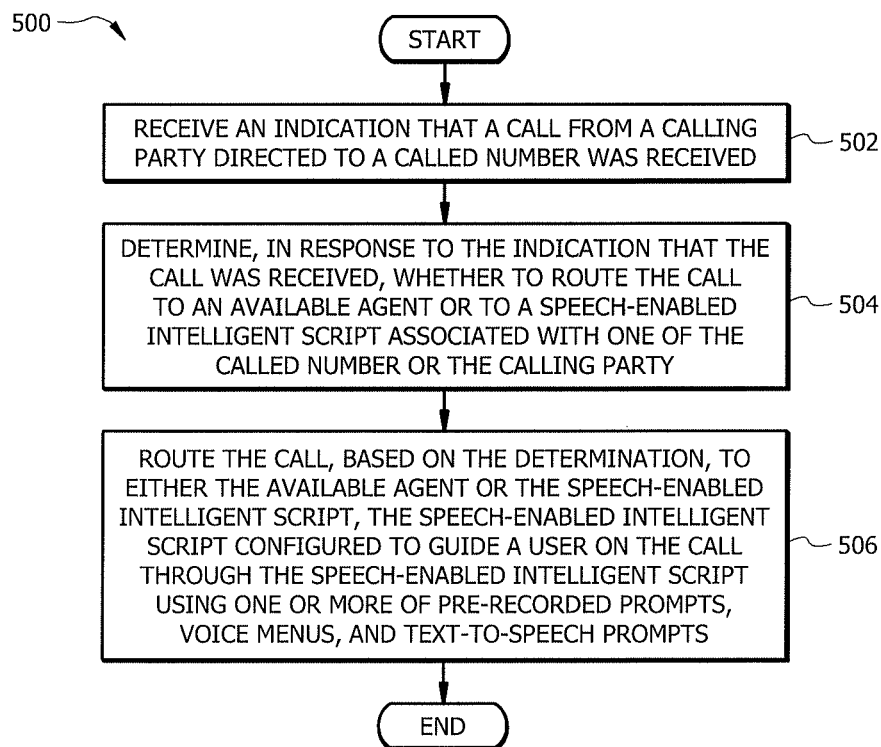 500
START
RECEIVE AN INDICATION THAT A CALL FROM A CALLING
PARTY DIRECTED TO A CALLED NUMBER WAS RECEIVED
502
DETERMINE, IN RESPONSE TO THE INDICATION THAT THE
CALL WAS RECEIVED, WHETHER TO ROUTE THE CALL
TO AN AVAILABLE AGENT OR TO A SPEECH-ENABLED
INTELLIGENT SCRIPT ASSOCIATED WITH ONE OF THE
CALLED NUMBER OR THE CALLING PARTY
504
ROUTE THE CALL, BASED ON THE DETERMINATION, TO
EITHER THE AVAILABLE AGENT OR THE SPEECH-ENABLED
INTELLIGENT SCRIPT, THE SPEECH-ENABLED INTELLIGENT
SCRIPT CONFIGURED TO GUIDE A USER ON THE CALL
THROUGH THE SPEECH-ENABLED INTELLIGENT SCRIPT
USING ONE OR MORE OF PRE-RECORDED PROMPTS,
VOICE MENUS, AND TEXT-TO-SPEECH PROMPTS
506
END